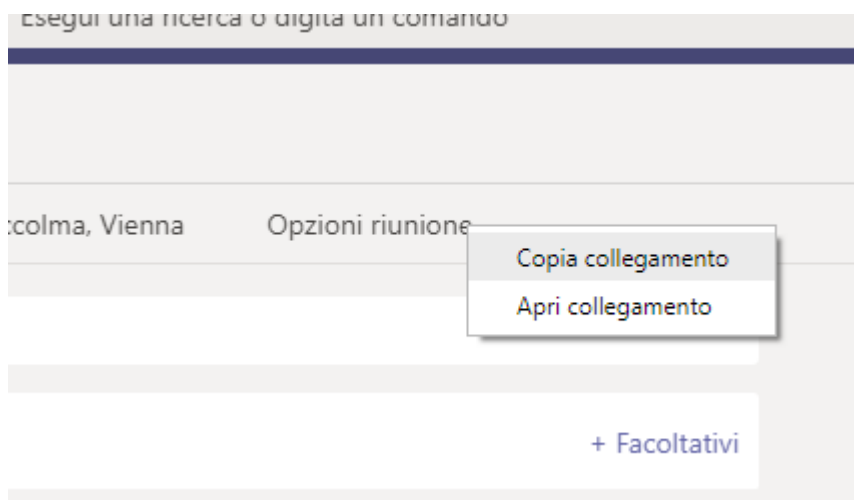 Esegui una ricerca o digita un comando
ccolma, Vienna Opzioni riunione
Copia collegamento
Apri collegamento
+ Facoltativi